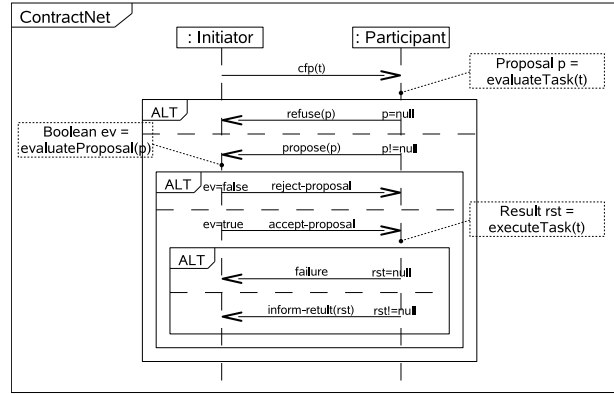 ContractNet
: Initiator
: Participant
cfp(t)
Proposal p =
evaluateTask(t)
ALT
refuse(p)
p=null
Boolean ev =
evaluateProposal(p)
propose(p)
p!=null
ALT
ev=false
reject-proposal
Result rst =
executeTask(t)
ev=true
accept-proposal
ALT
failure
rst=null
inform-retult(rst)
rst!=null